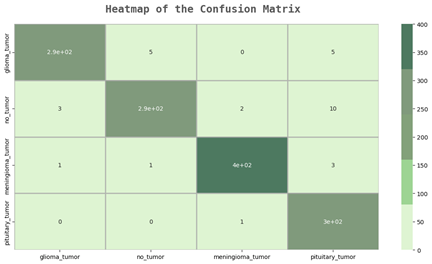 Heatmap of the Confusion Matrix
glioma_tumor 2.9e+02 5 0 5
no_tumor 3 2.9e+02 2 10
meningioma_tumor 1 1 4e+02 3
pituitary_tumor 0 0 1 3e+02
glioma_tumor no_tumor meningioma_tumor pituitary_tumor
400
350
300
250
200
150
100
50
0